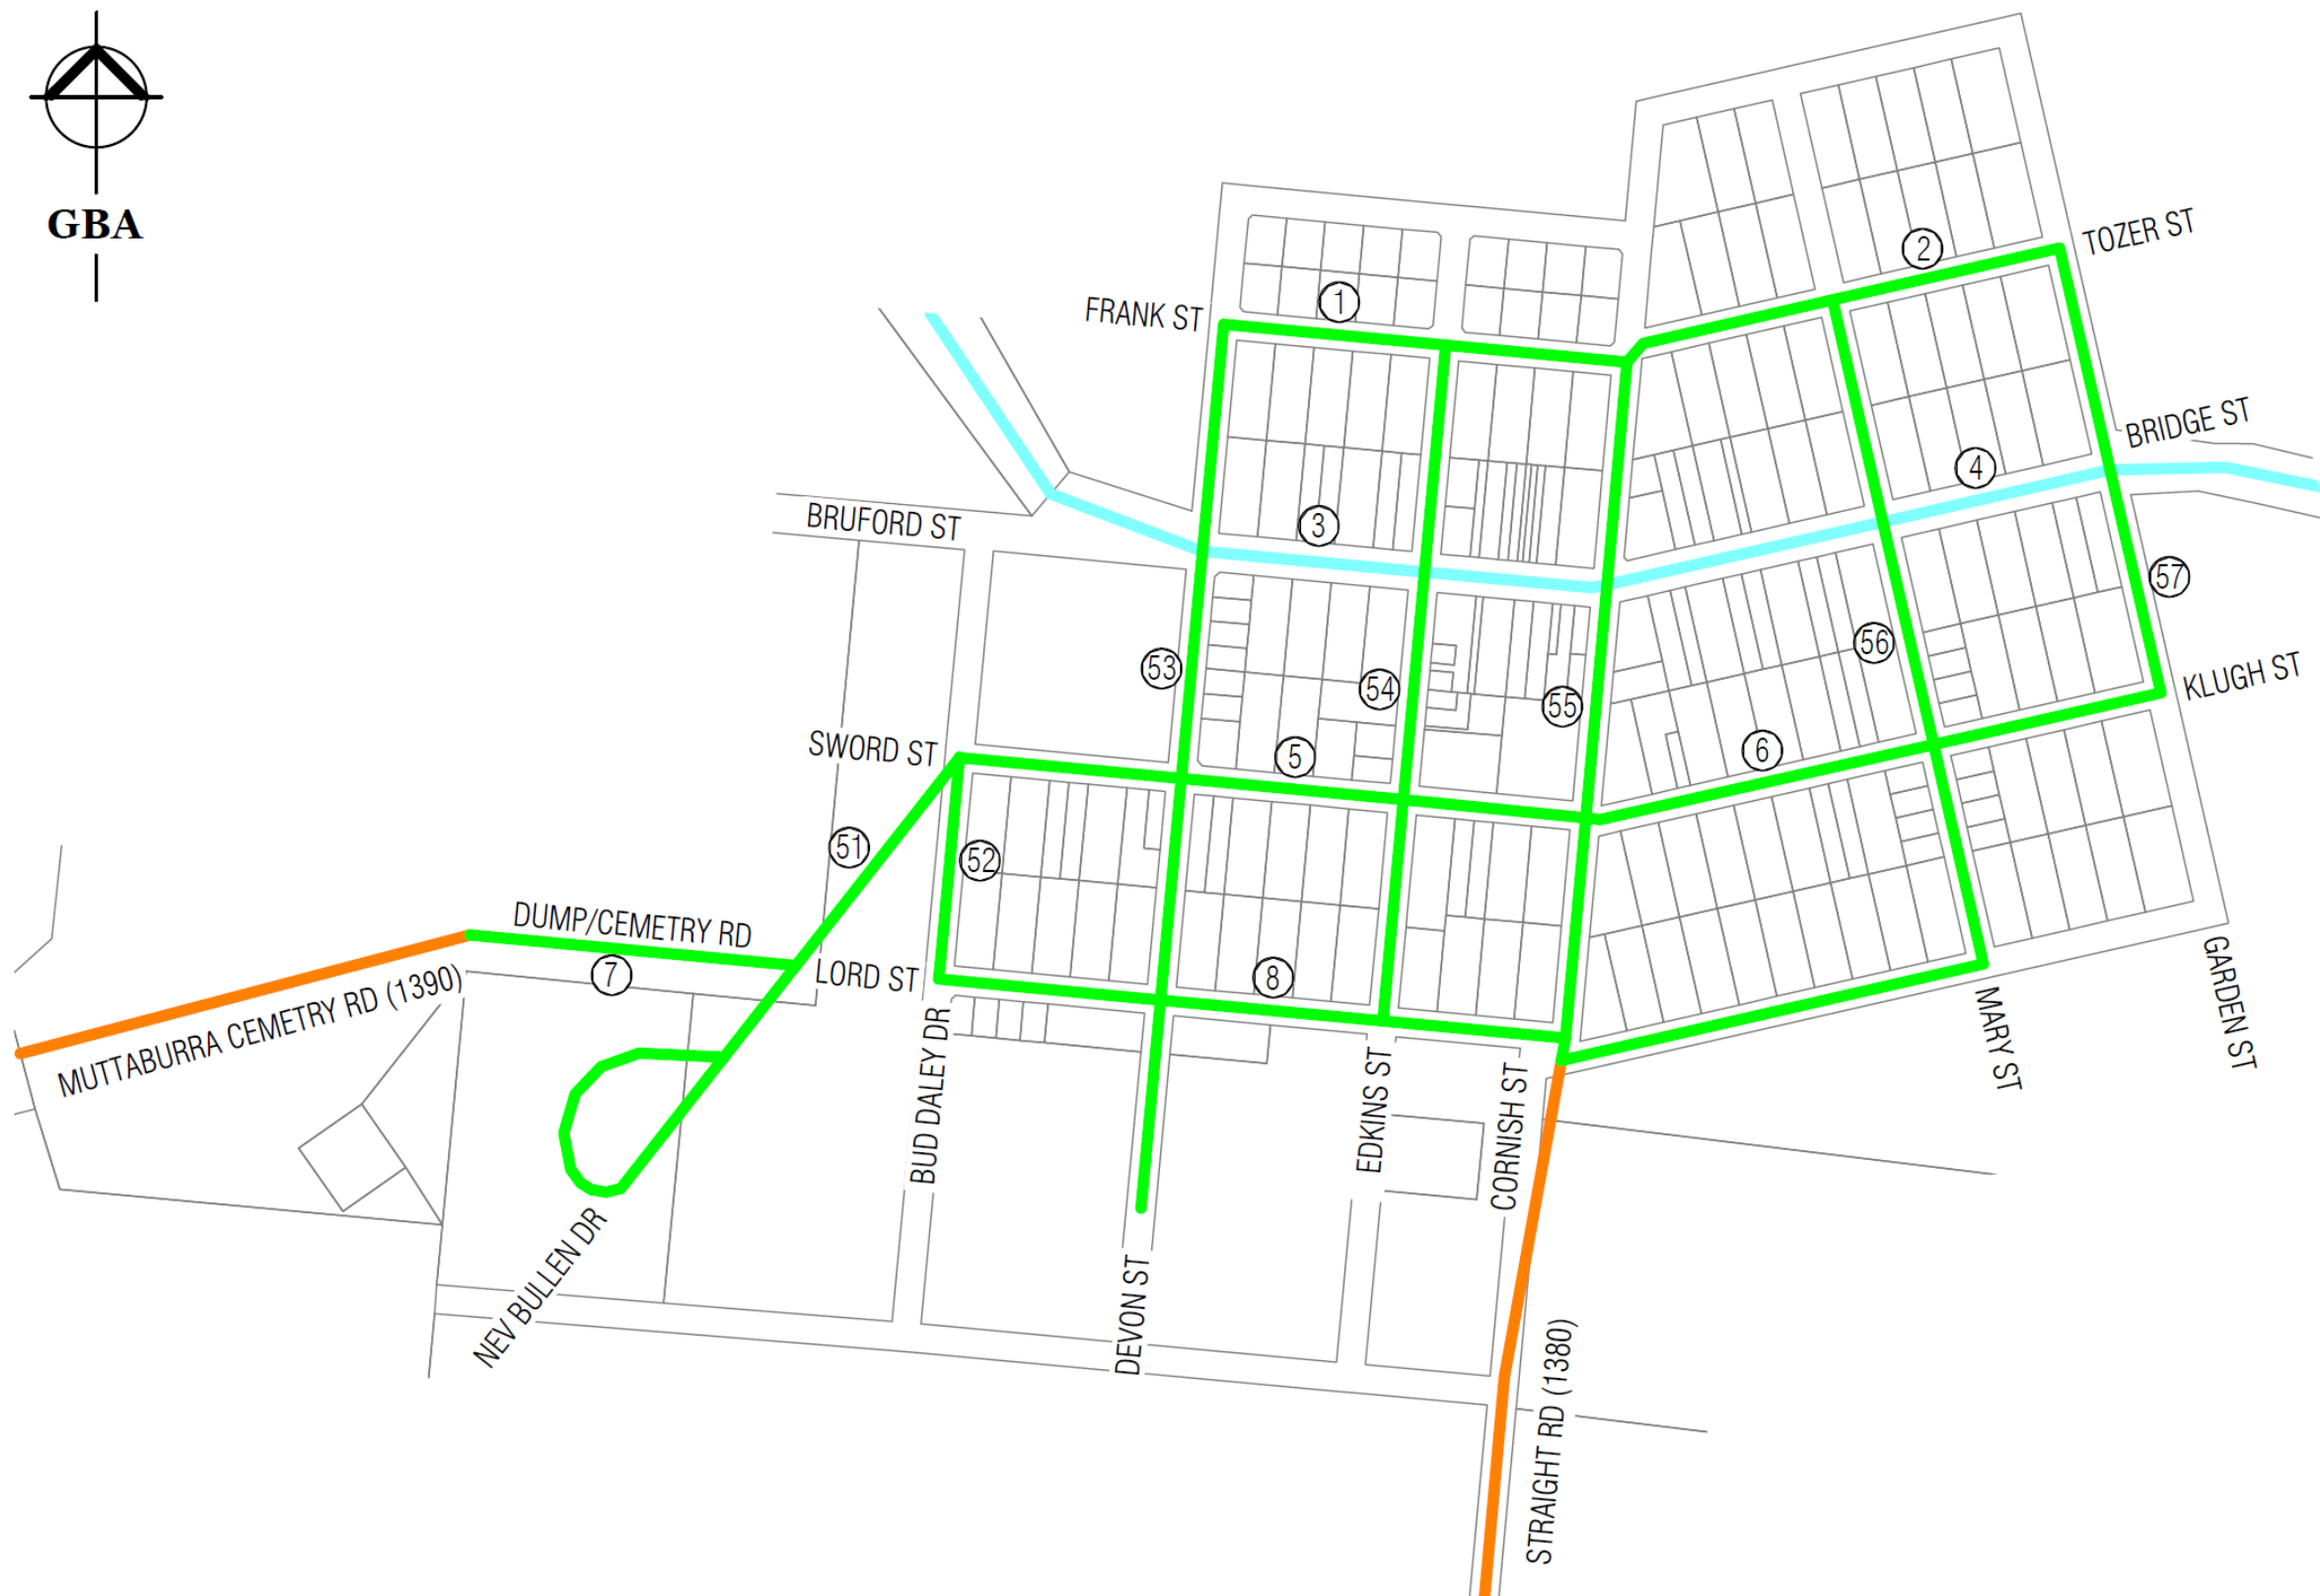 GBA
TOZER ST
2
1
FRANK ST
BRIDGE ST
4
BRUFORD ST
3
57
56
53
54
KLUGH ST
55
SWORD ST
5
6
51
52
DUMP/CEMETRY RD
7
LORD ST
8
MUTTABURRA CEMETRY RD (1390)
GARDEN ST
MARY ST
BUD DALEY DR
EDKINS ST
CORNISH ST
NEV BULLEN DR
DEVON ST
STRAIGHT RD (1380)